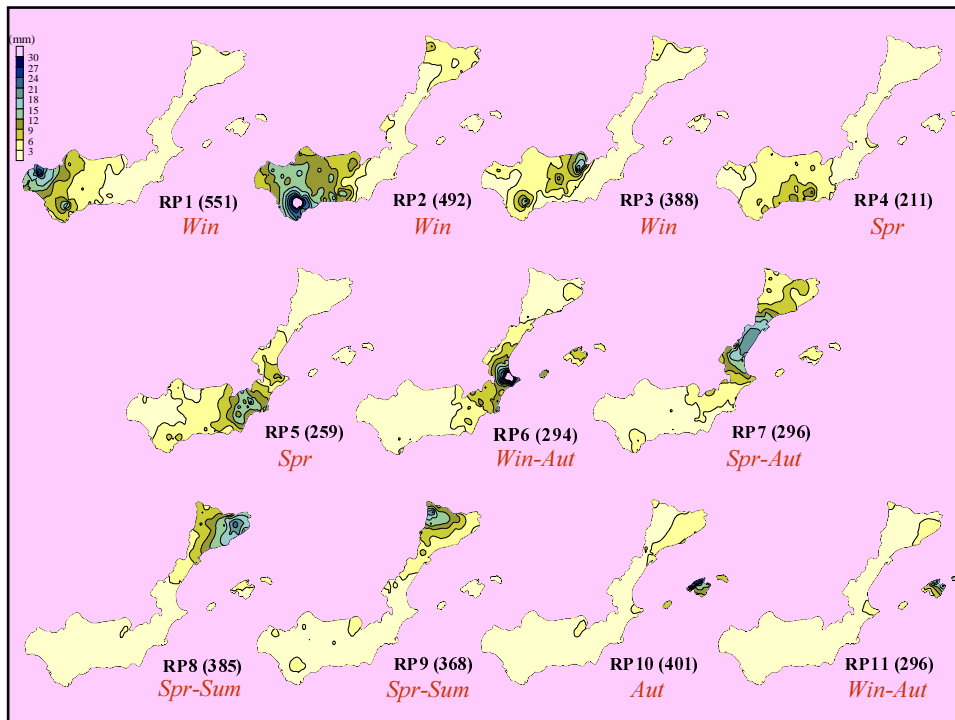 (mm)
30
27
24
21
18
15
12
9
6
3
RP1 (551)
Win
RP2 (492)
Win
RP3 (388)
Win
RP4 (211)
Spr
RP5 (259)
Spr
RP6 (294)
Win-Aut
RP7 (296)
Spr-Aut
RP8 (385)
Spr-Sum
RP9 (368)
Spr-Sum
RP10 (401)
Aut
RP11 (296)
Win-Aut